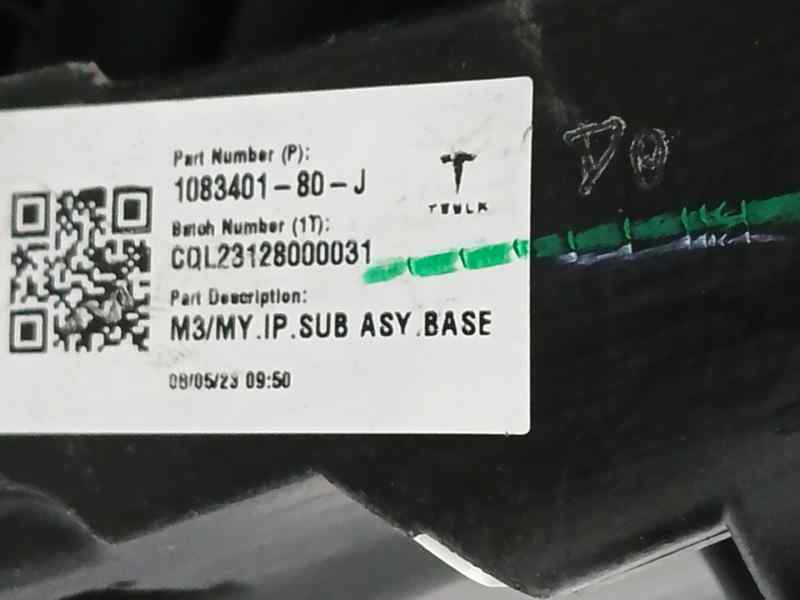 Part Number (P):
1083401-80-J
TESLA
Batch Number (1T):
CQL23128000031
Part Description:
M3/MY.IP.SUB ASY.BASE
08/05/23 09:50